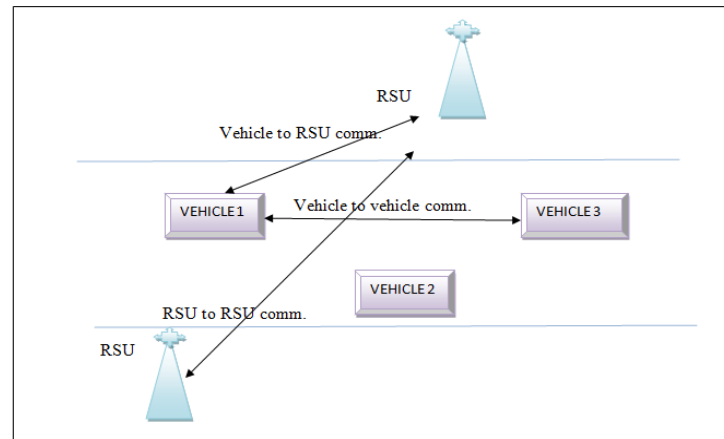 RSU
Vehicle to RSU comm.
VEHICLE 1
Vehicle to vehicle comm.
VEHICLE 3
VEHICLE 2
RSU to RSU comm.
RSU